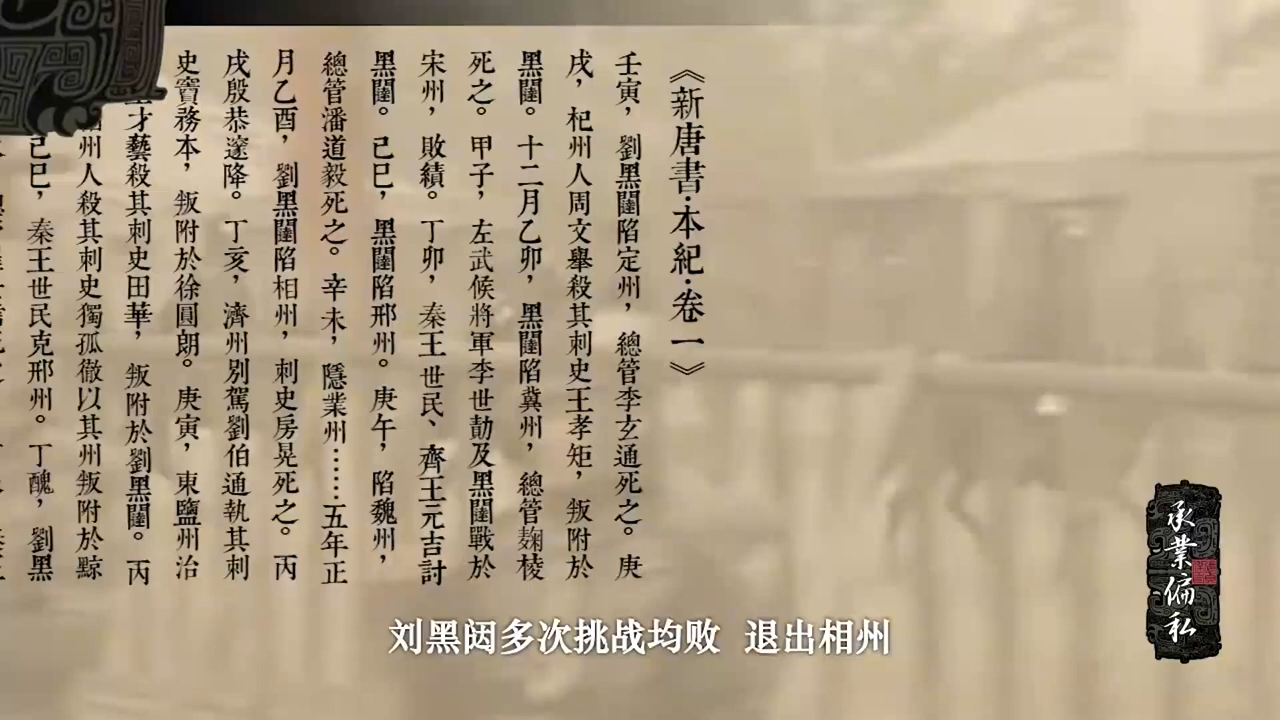 《新唐書·本紀·卷一》
壬寅，劉黑闥陷定州，總管李玄通死之。庚
戌，杞州人周文舉殺其刺史王孝矩，叛附於
黑闥。十二月乙卯，黑闥陷冀州，總管麹棱
死之。甲子，左武候將軍李世勣及黑闥戰於
宋州，敗績。丁卯，秦王世民、齊王元吉討
黑闥。己巳，黑闥陷邢州。庚午，陷魏州，
總管潘道毅死之。辛未，隱業州……五年正
月乙酉，劉黑闥陷相州，刺史房晃死之。丙
戌殷恭邃降。丁亥，濟州別駕劉伯通執其刺
史竇務本，叛附於徐圓朗。庚寅，東鹽州治
才藝殺其刺史田華，叛附於劉黑闥。丙
州人殺其刺史獨孤徹以其州叛附於黥
己巳，秦王世民克邢州。丁醜，劉黑
承業偏私
刘黑闼多次挑战均败 退出相州